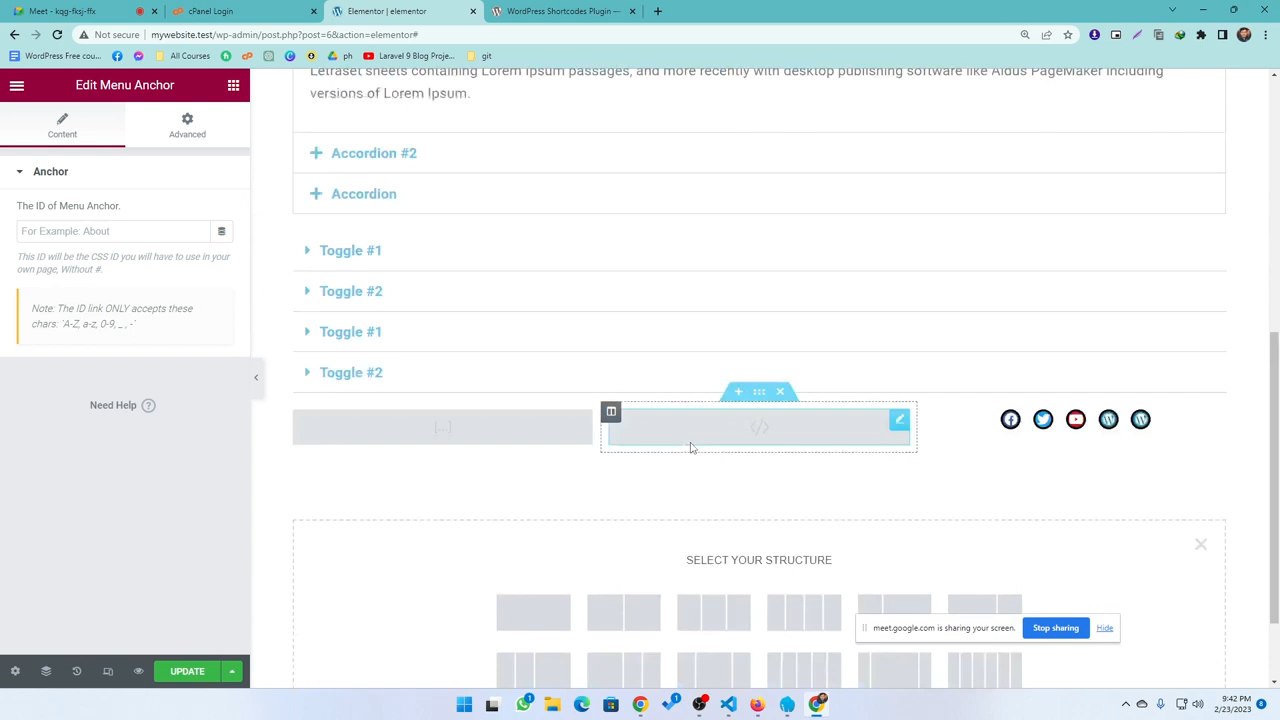 Meet - kqg-fksj-fx
Elementor | elementor
WordPress Shortcodes Plugin —
Not secure
mywebsite.test/wp-admin/post.php?post=6&action=elementor#
WordPress Free cou...
All Courses
ph
Laravel 9 Blog Proje...
git
Edit Menu Anchor
Content
Advanced
Anchor
The ID of Menu Anchor.
For Example: About
This ID will be the CSS ID you will have to use in your
own page, Without #.
Note: The ID link ONLY accepts these
chars: `A-Z, a-z, 0-9, _ , -`
Need Help
UPDATE
Letraset sheets containing Lorem Ipsum passages, and more recently with desktop publishing software like Aldus PageMaker including
versions of Lorem Ipsum.
Accordion #2
Accordion
Toggle #1
Toggle #2
Toggle #1
Toggle #2
SELECT YOUR STRUCTURE
meet.google.com is sharing your screen.
Stop sharing
Hide
9:42 PM
2/23/2023